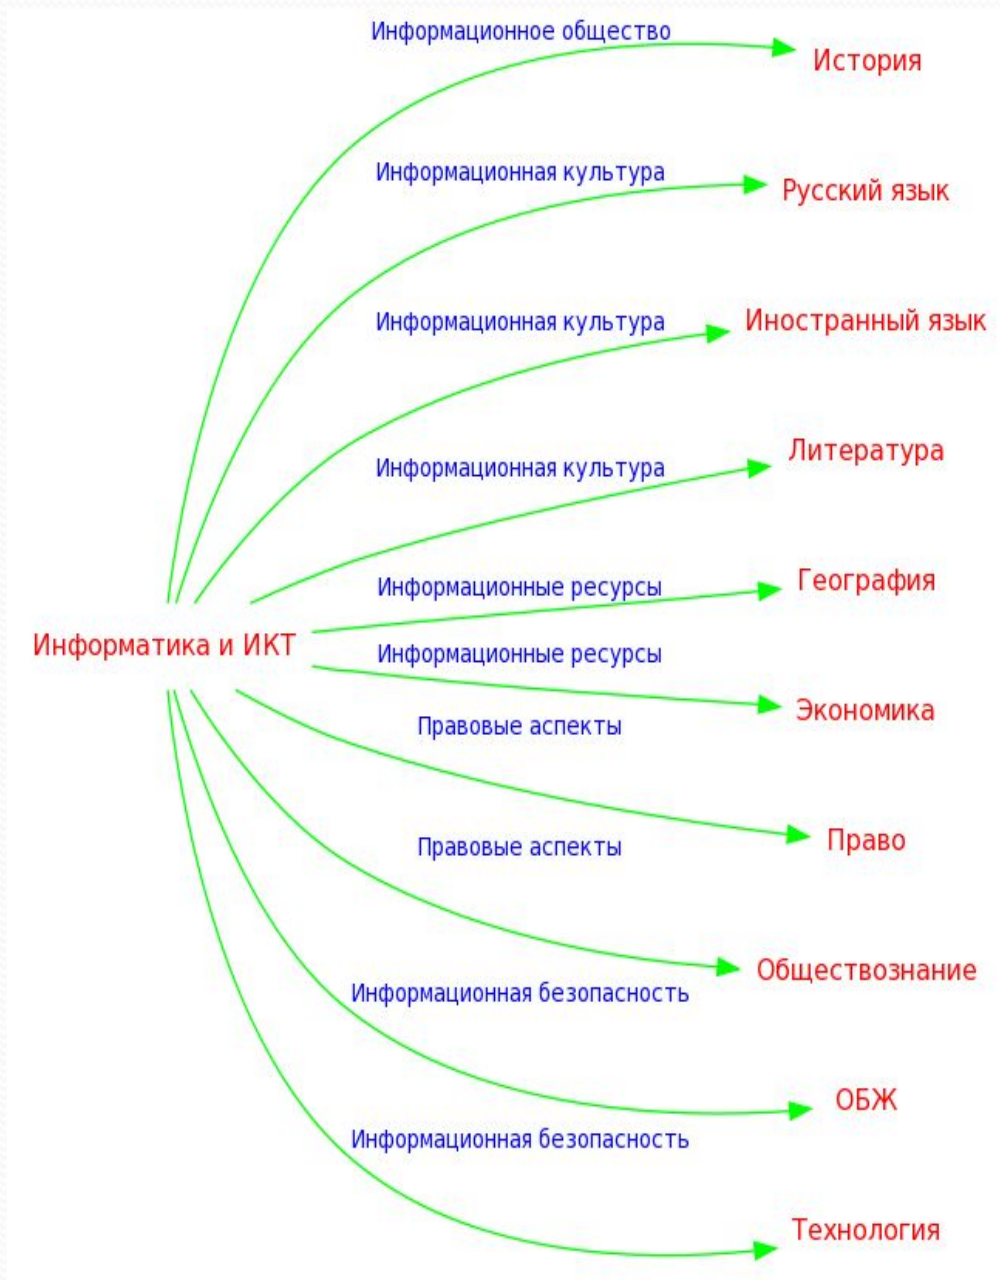 Информационное общество
История
Информационная культура
Русский язык
Информационная культура
Иностранный язык
Информационная культура
Литература
Информационные ресурсы
География
Информатика и ИКТ
Информационные ресурсы
Экономика
Правовые аспекты
Право
Правовые аспекты
Обществознание
Информационная безопасность
ОБЖ
Информационная безопасность
Технология